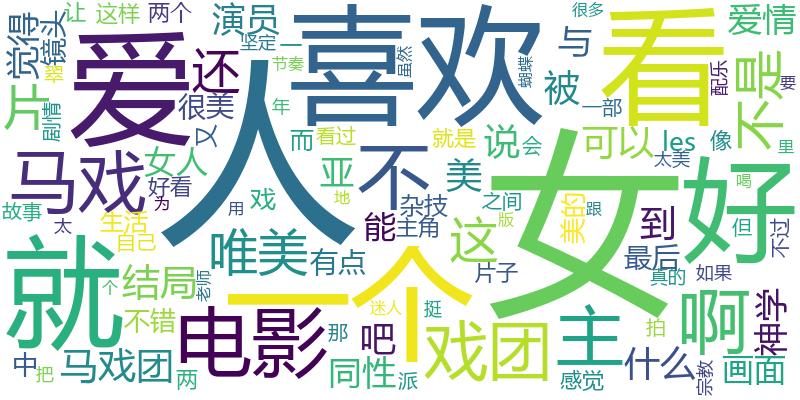 让 这样 两个
演员
坚定 一
喜欢
看
爱情
觉得
镜头
爱
还
节奏
虽然
蝴蝶
与
被
一部
配乐
不是
要
里
片
剧情
翠
很美
又
人
年
而
看过
不
就是
说
会
可以
les
像
太美
马戏
女人
好看
为
亚
美
女
好
故事
太
生活
自己
戏
用
地
能
杂技
主角
之间
版
这
美的
跟
到
最后
真的
但
不过
如果
就
结局
不错
个
老师
唯美
有点
一个
片子
拍
啊
神学
宗教
中
把
马戏团
两
电影
那
同性
吧
派
迷人
挺
戏团
主
感觉
什么
画面
喝
很多